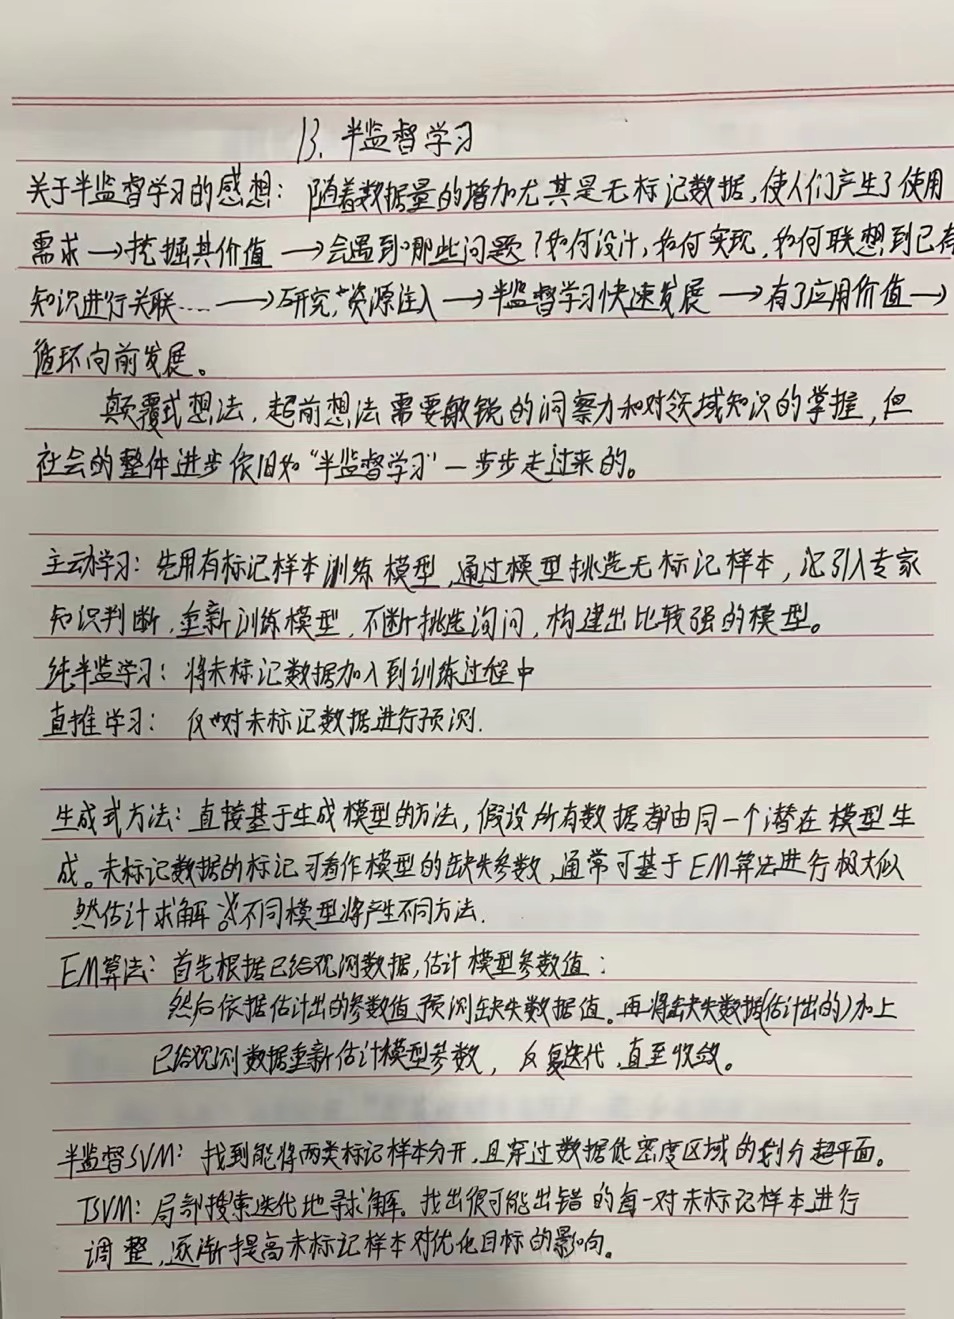 13. 半监督学习
关于半监督学习的感想：随着数据量的增加尤其是无标记数据，使人们产生了使用
需求→挖掘其价值→会遇到哪些问题？如何设计，如何实现，如何联想到已有
知识进行关联……→研究，资源注入→半监督学习快速发展→有了应用价值→
循环向前发展。
颠覆式想法，超前想法需要敏锐的洞察力和对领域知识的掌握，但
社会的整体进步依旧如“半监督学习”一步步走过来的。
主动学习：先用有标记样本训练模型，通过模型挑选无标记样本，引入专家
知识判断，重新训练模型，不断挑选询问，构建出比较强的模型。
纯半监学习：将未标记数据加入到训练过程中
直推学习：仅对未标记数据进行预测.
生成式方法：直接基于生成模型的方法，假设所有数据都由同一个潜在模型生
成。未标记数据的标记可看作模型的缺失参数，通常可基于EM算法进行极大似
然估计求解 不同模型将产生不同方法.
EM算法：首先根据已给观测数据，估计模型参数值；
然后依据估计出的参数值预测缺失数据值。再将缺失数据(估计出的)加上
已给观测数据重新估计模型参数，反复迭代，直至收敛。
半监督SVM：找到能将两类标记样本分开，且穿过数据低密度区域的划分超平面。
TSVM：局部搜索迭代地寻求解。找出很可能出错的每一对未标记样本进行
调整，逐渐提高未标记样本对优化目标的影响。